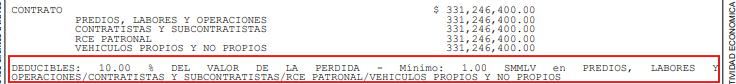 CONTRATO $ 331,246,400.00
PREDIOS, LABORES Y OPERACIONES 331,246,400.00
CONTRATISTAS Y SUBCONTRATISTAS 331,246,400.00
RCE PATRONAL 331,246,400.00
VEHICULOS PROPIOS Y NO PROPIOS 331,246,400.00
DEDUCIBLES: 10.00 % DEL VALOR DE LA PERDIDA - Mínimo: 1.00 SMMLV en PREDIOS, LABORES Y
OPERACIONES/CONTRATISTAS Y SUBCONTRATISTAS/RCE PATRONAL/VEHICULOS PROPIOS Y NO PROPIOS
ECONOMICA